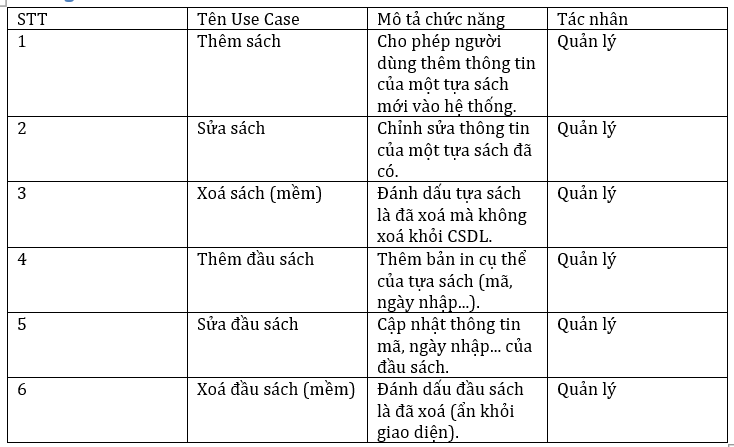 STT Tên Use Case Mô tả chức năng Tác nhân
1 Thêm sách Cho phép người Quản lý
dùng thêm thông tin
của một tựa sách
mới vào hệ thống.
2 Sửa sách Chỉnh sửa thông tin Quản lý
của một tựa sách đã
có.
3 Xoá sách (mềm) Đánh dấu tựa sách Quản lý
là đã xoá mà không
xoá khỏi CSDL.
4 Thêm đầu sách Thêm bản in cụ thể Quản lý
của tựa sách (mã,
ngày nhập...).
5 Sửa đầu sách Cập nhật thông tin Quản lý
mã, ngày nhập... của
đầu sách.
6 Xoá đầu sách (mềm) Đánh dấu đầu sách Quản lý
là đã xoá (ẩn khỏi
giao diện).